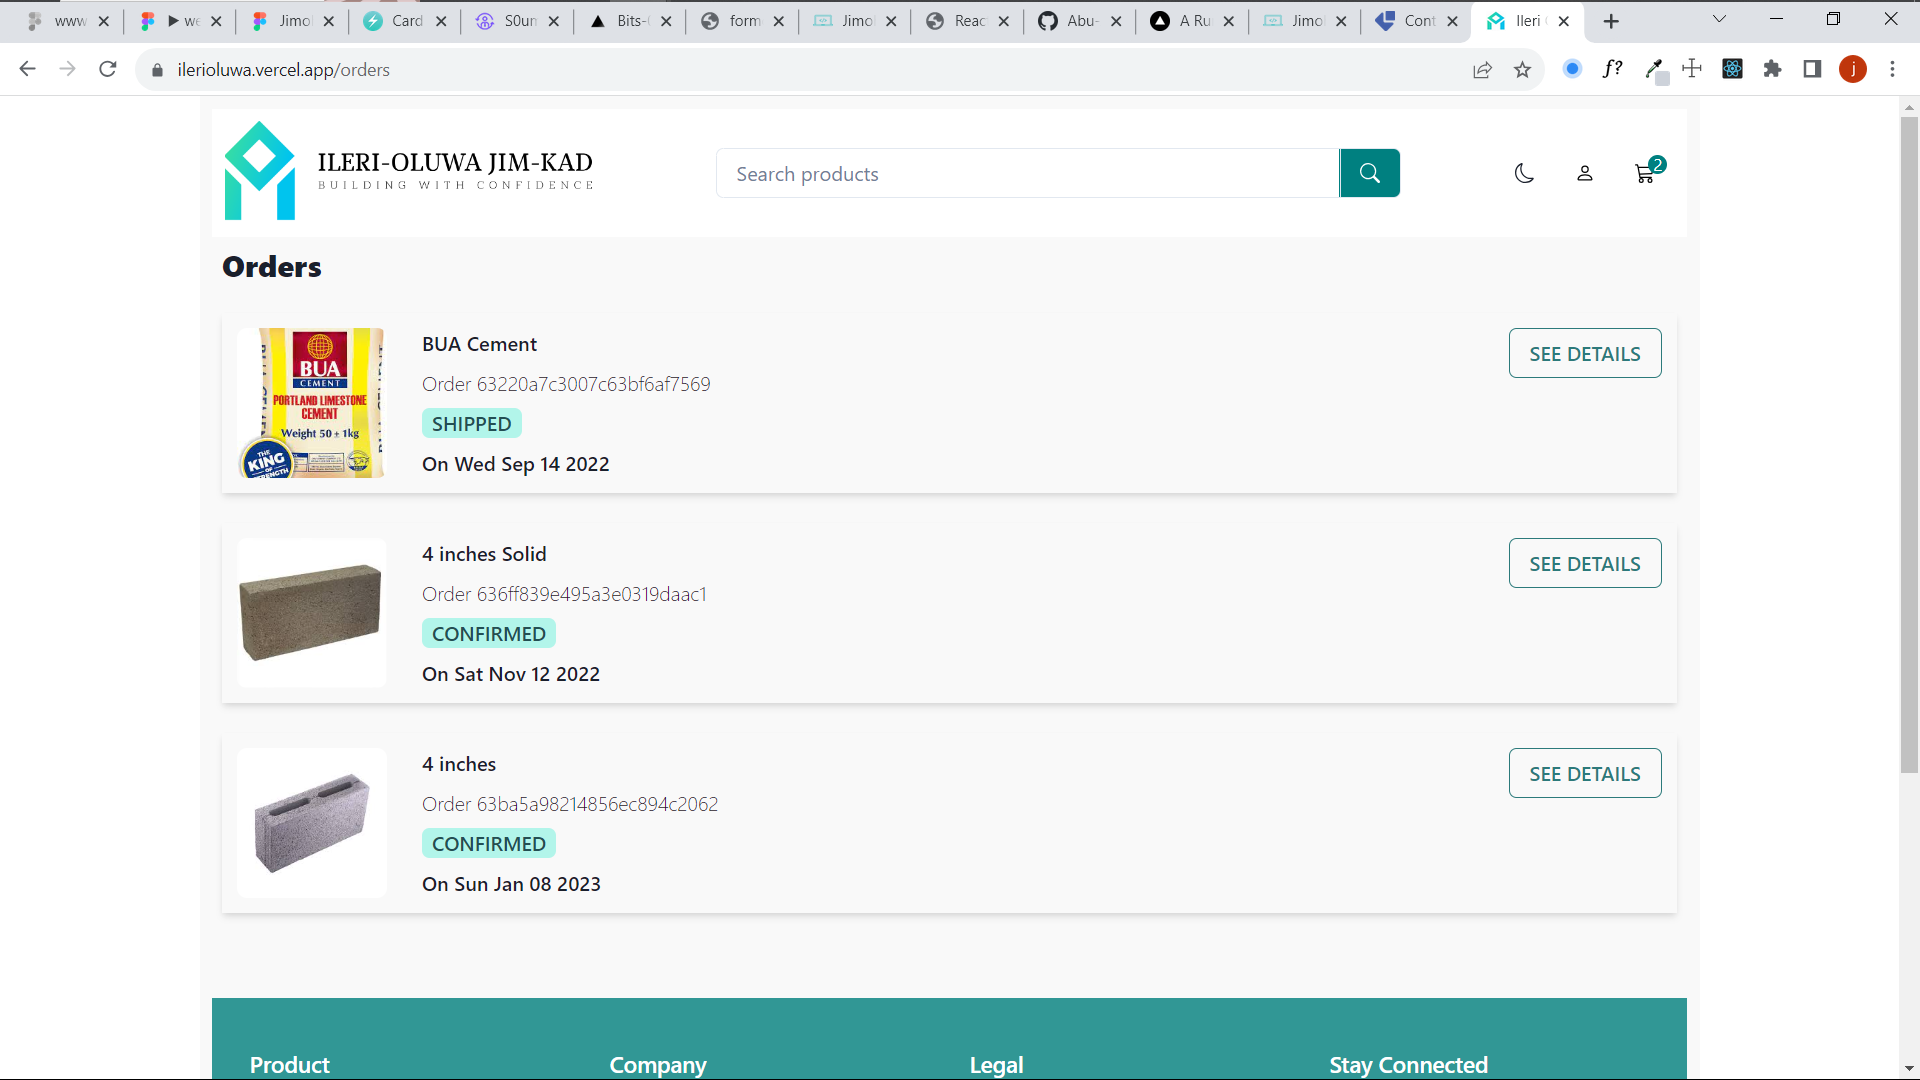 www
we
Jimo
Card
S0un
Bits-
form
Jimo
Reac
Abu-
A Ru
Jimo
Cont
Ileri
ilerioluwa.vercel.app/orders
f?
j
ILERI-OLUWA JIM-KAD
BUILDING WITH CONFIDENCE
Search products
2
Orders
BUA
CEMENT
PORTLAND LIMESTONE
CEMENT
Weight 50 ± 1kg
THE
KING
OF
STRENGTH
BUA Cement
Order 63220a7c3007c63bf6af7569
SHIPPED
On Wed Sep 14 2022
SEE DETAILS
4 inches Solid
Order 636ff839e495a3e0319daac1
CONFIRMED
On Sat Nov 12 2022
SEE DETAILS
4 inches
Order 63ba5a98214856ec894c2062
CONFIRMED
On Sun Jan 08 2023
SEE DETAILS
Product
Company
Legal
Stay Connected